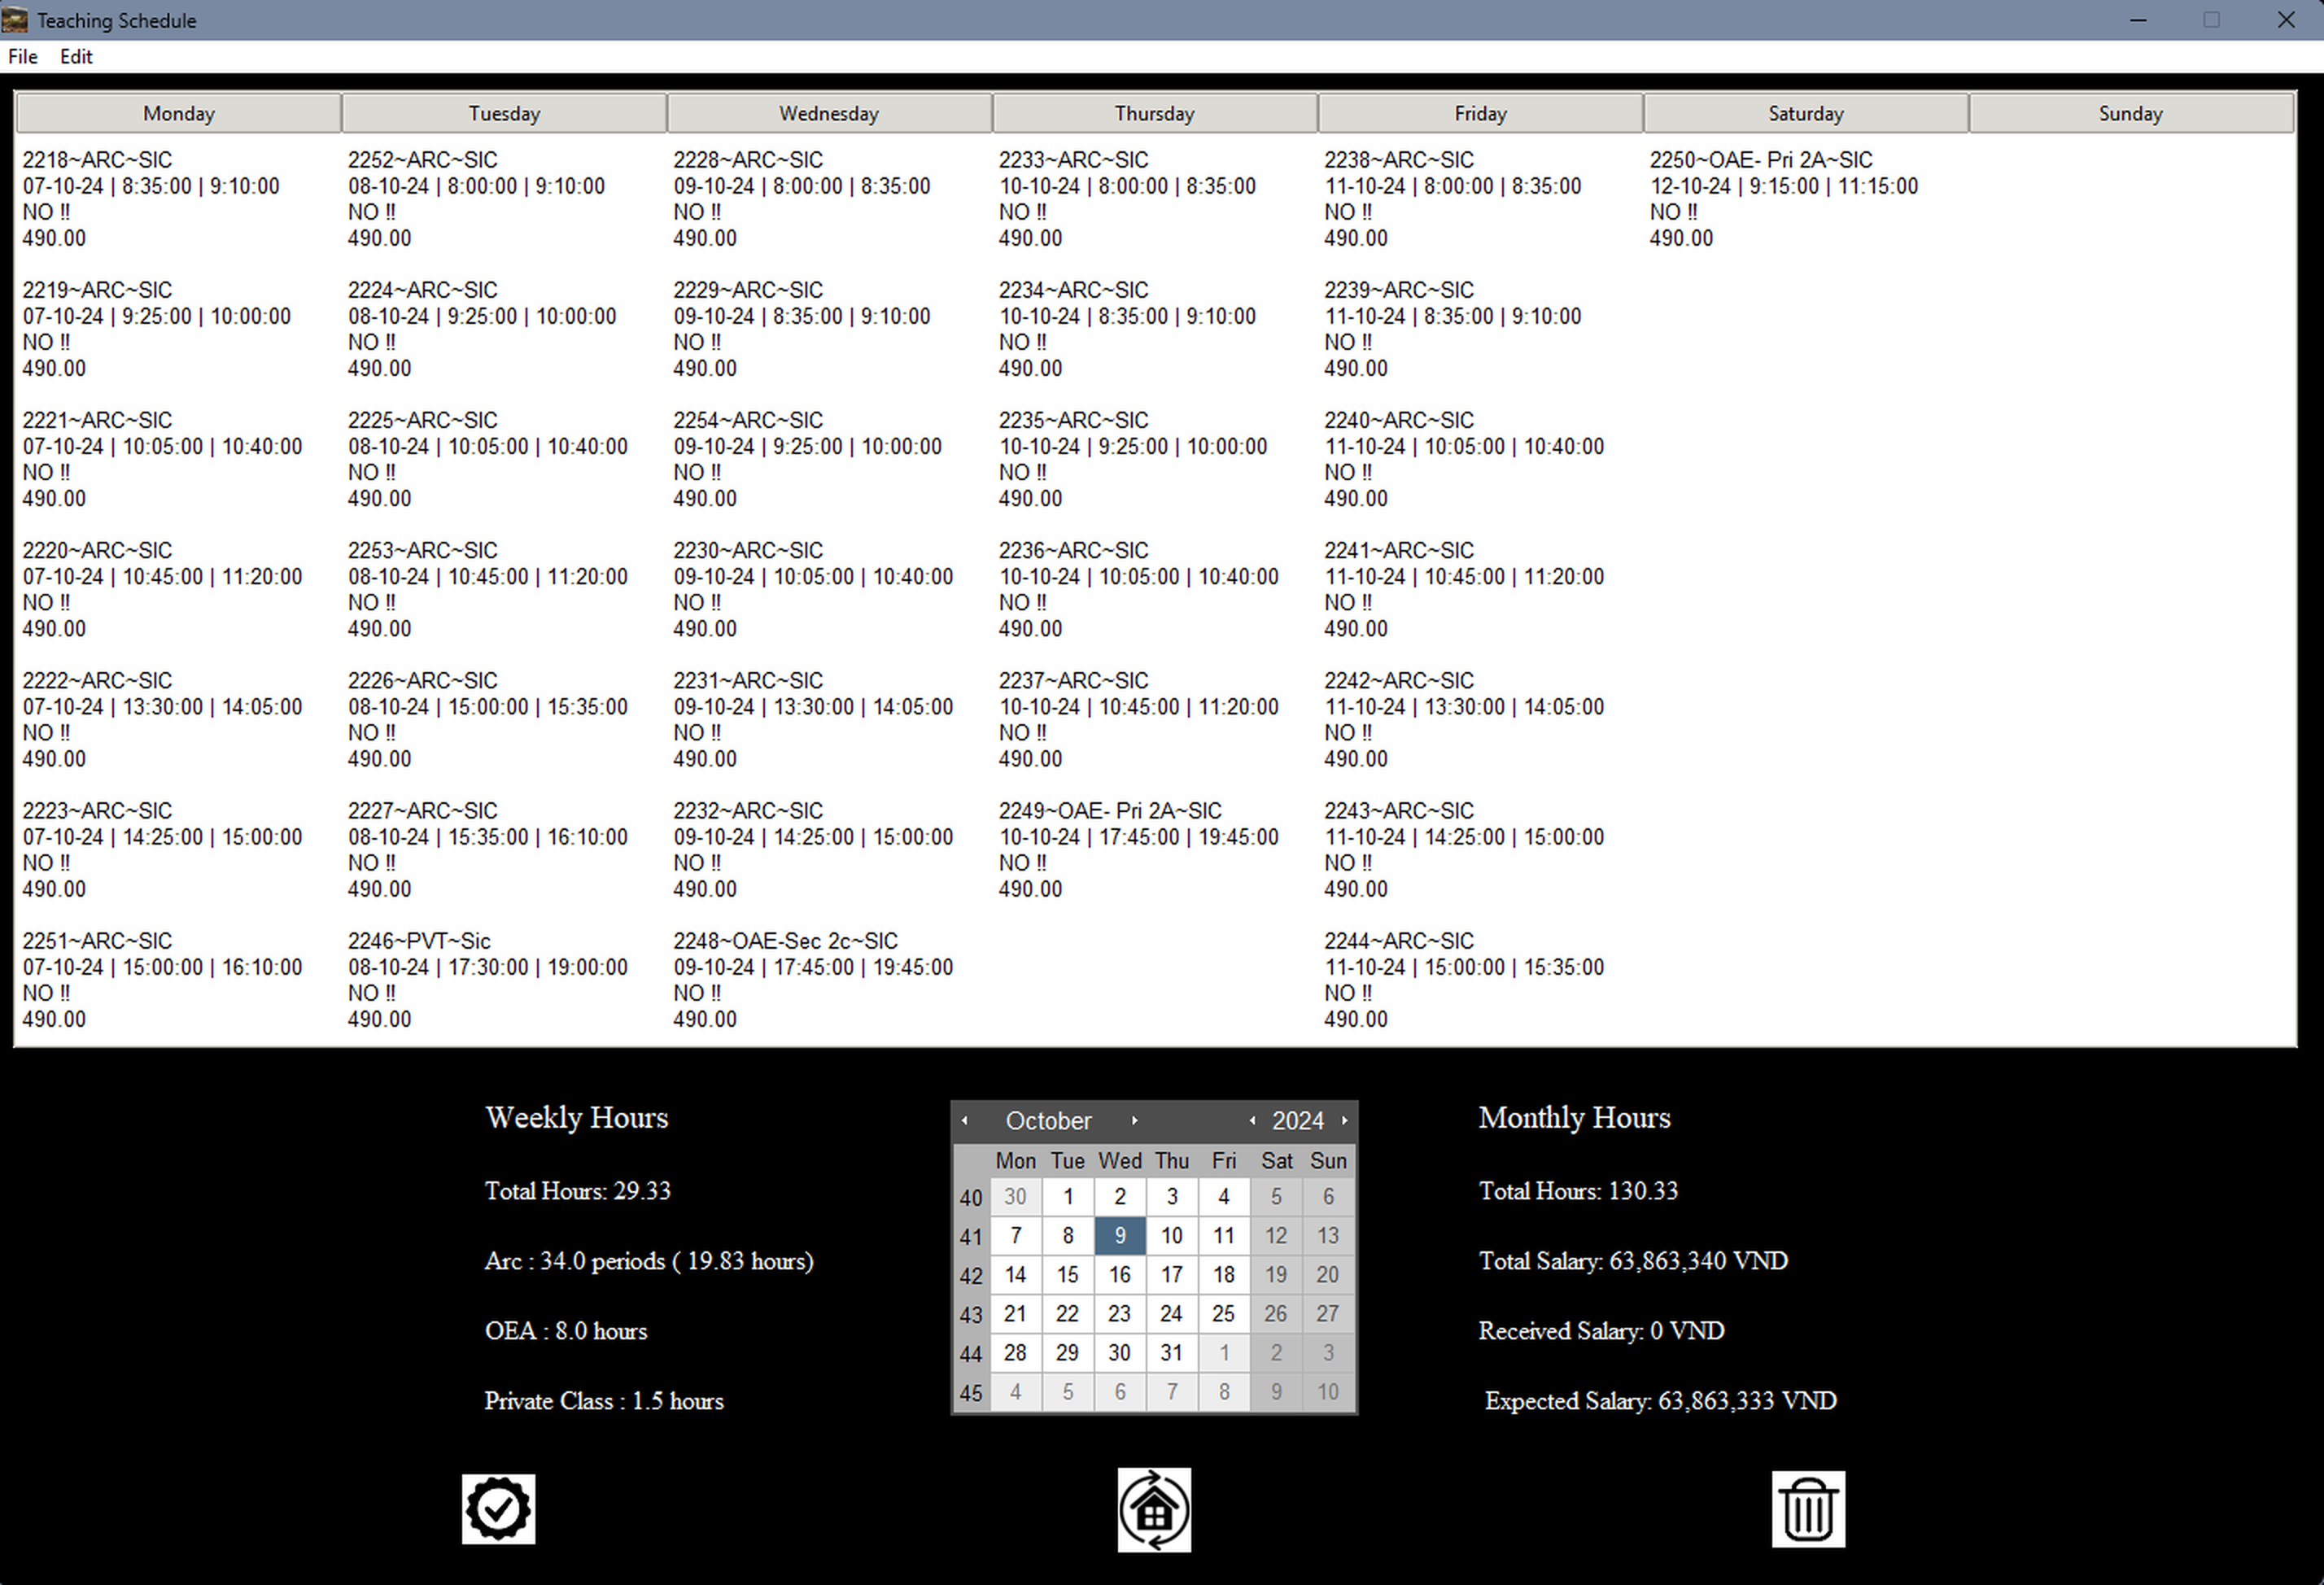 Teaching Schedule
File Edit
Monday Tuesday Wednesday Thursday Friday Saturday Sunday
2218~ARC~SIC 2252~ARC~SIC 2228~ARC~SIC 2233~ARC~SIC 2238~ARC~SIC 2250~OAE- Pri 2A~SIC
07-10-24 | 8:35:00 | 9:10:00 08-10-24 | 8:00:00 | 9:10:00 09-10-24 | 8:00:00 | 8:35:00 10-10-24 | 8:00:00 | 8:35:00 11-10-24 | 8:00:00 | 8:35:00 12-10-24 | 9:15:00 | 11:15:00
NO !! NO !! NO !! NO !! NO !! NO !!
490.00 490.00 490.00 490.00 490.00 490.00
2219~ARC~SIC 2224~ARC~SIC 2229~ARC~SIC 2234~ARC~SIC 2239~ARC~SIC
07-10-24 | 9:25:00 | 10:00:00 08-10-24 | 9:25:00 | 10:00:00 09-10-24 | 8:35:00 | 9:10:00 10-10-24 | 8:35:00 | 9:10:00 11-10-24 | 8:35:00 | 9:10:00
NO !! NO !! NO !! NO !! NO !!
490.00 490.00 490.00 490.00 490.00
2221~ARC~SIC 2225~ARC~SIC 2254~ARC~SIC 2235~ARC~SIC 2240~ARC~SIC
07-10-24 | 10:05:00 | 10:40:00 08-10-24 | 10:05:00 | 10:40:00 09-10-24 | 9:25:00 | 10:00:00 10-10-24 | 9:25:00 | 10:00:00 11-10-24 | 10:05:00 | 10:40:00
NO !! NO !! NO !! NO !! NO !!
490.00 490.00 490.00 490.00 490.00
2220~ARC~SIC 2253~ARC~SIC 2230~ARC~SIC 2236~ARC~SIC 2241~ARC~SIC
07-10-24 | 10:45:00 | 11:20:00 08-10-24 | 10:45:00 | 11:20:00 09-10-24 | 10:05:00 | 10:40:00 10-10-24 | 10:05:00 | 10:40:00 11-10-24 | 10:45:00 | 11:20:00
NO !! NO !! NO !! NO !! NO !!
490.00 490.00 490.00 490.00 490.00
2222~ARC~SIC 2226~ARC~SIC 2231~ARC~SIC 2237~ARC~SIC 2242~ARC~SIC
07-10-24 | 13:30:00 | 14:05:00 08-10-24 | 15:00:00 | 15:35:00 09-10-24 | 13:30:00 | 14:05:00 10-10-24 | 10:45:00 | 11:20:00 11-10-24 | 13:30:00 | 14:05:00
NO !! NO !! NO !! NO !! NO !!
490.00 490.00 490.00 490.00 490.00
2223~ARC~SIC 2227~ARC~SIC 2232~ARC~SIC 2249~OAE- Pri 2A~SIC 2243~ARC~SIC
07-10-24 | 14:25:00 | 15:00:00 08-10-24 | 15:35:00 | 16:10:00 09-10-24 | 14:25:00 | 15:00:00 10-10-24 | 17:45:00 | 19:45:00 11-10-24 | 14:25:00 | 15:00:00
NO !! NO !! NO !! NO !! NO !!
490.00 490.00 490.00 490.00 490.00
2251~ARC~SIC 2246~PVT~Sic 2248~OAE-Sec 2c~SIC 2244~ARC~SIC
07-10-24 | 15:00:00 | 16:10:00 08-10-24 | 17:30:00 | 19:00:00 09-10-24 | 17:45:00 | 19:45:00 11-10-24 | 15:00:00 | 15:35:00
NO !! NO !! NO !! NO !!
490.00 490.00 490.00 490.00
Weekly Hours
Total Hours: 29.33
Arc : 34.0 periods ( 19.83 hours)
OEA : 8.0 hours
Private Class : 1.5 hours
October 2024
Mon Tue Wed Thu Fri Sat Sun
40 30 1 2 3 4 5 6
41 7 8 9 10 11 12 13
42 14 15 16 17 18 19 20
43 21 22 23 24 25 26 27
44 28 29 30 31 1 2 3
45 4 5 6 7 8 9 10
Monthly Hours
Total Hours: 130.33
Total Salary: 63,863,340 VND
Received Salary: 0 VND
Expected Salary: 63,863,333 VND